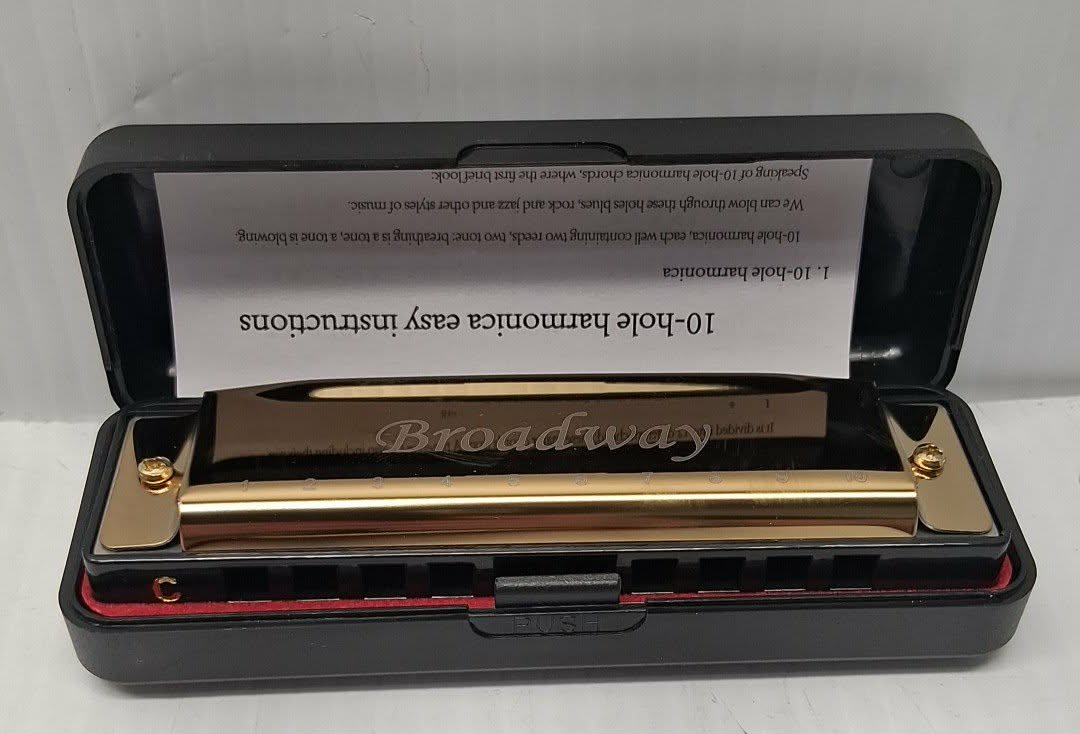 10-hole harmonica easy instructions
1. 10-hole harmonica
10-hole harmonica, each well containing two reeds, two tone: breathing is a tone, a tone is blowing.
We can blow through these holes blues, rock and jazz and other styles of music.
Speaking of 10-hole harmonica chords, where the first brief look:
Broadway
It is divided
1 2 3 4 5 6 7 8 9 10
C
PUSH